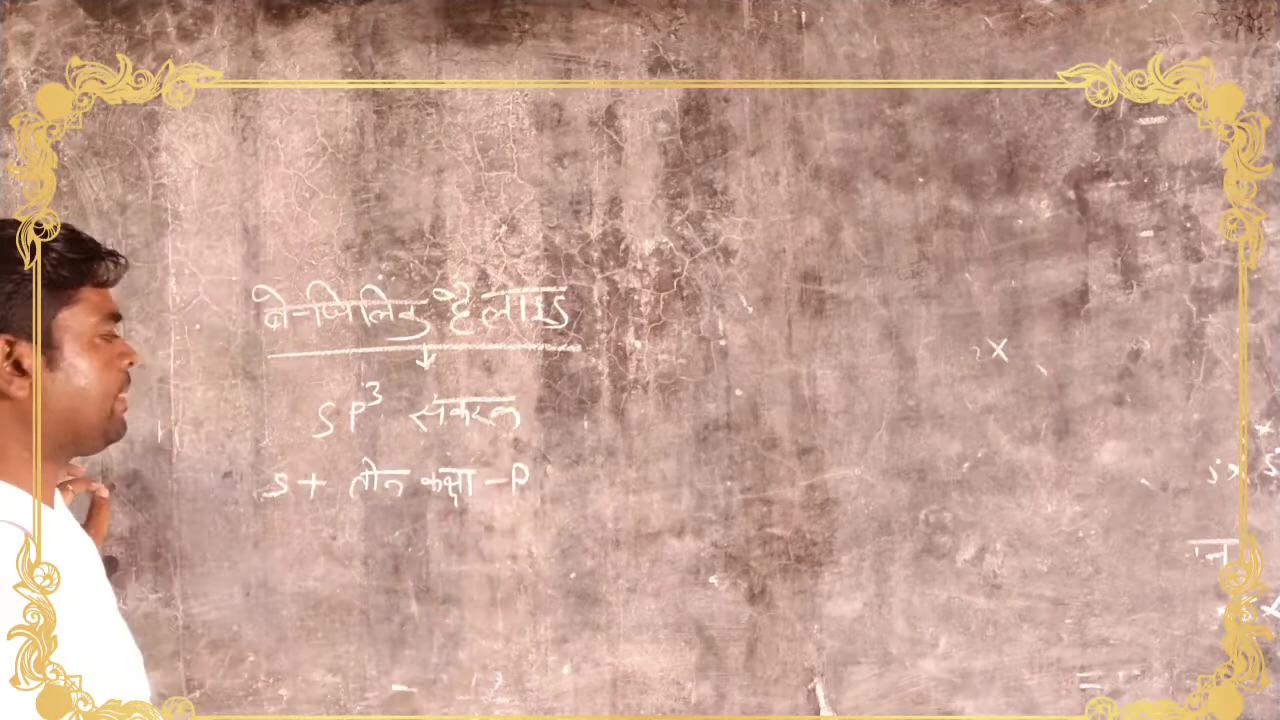 बेन्जिलिक हैलाइड
↓
SP³ संकरण
S+ तीन कक्षा - P
x